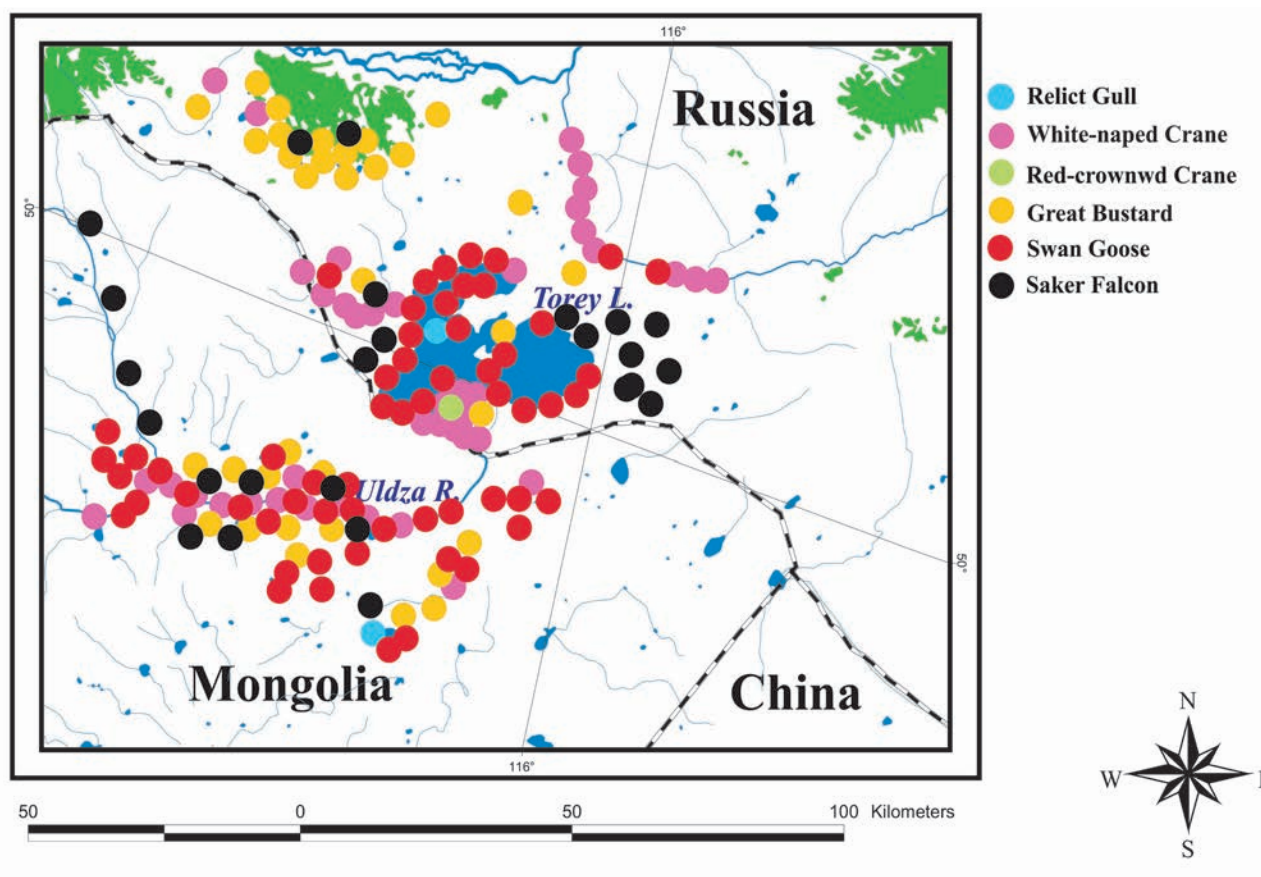 116°
Russia
Relict Gull
White-naped Crane
Red-crownwd Crane
Great Bustard
Swan Goose
Saker Falcon
50°
Torey L.
Uldza R.
50°
Mongolia
China
116°
N
W
S
50 0 50 100 Kilometers